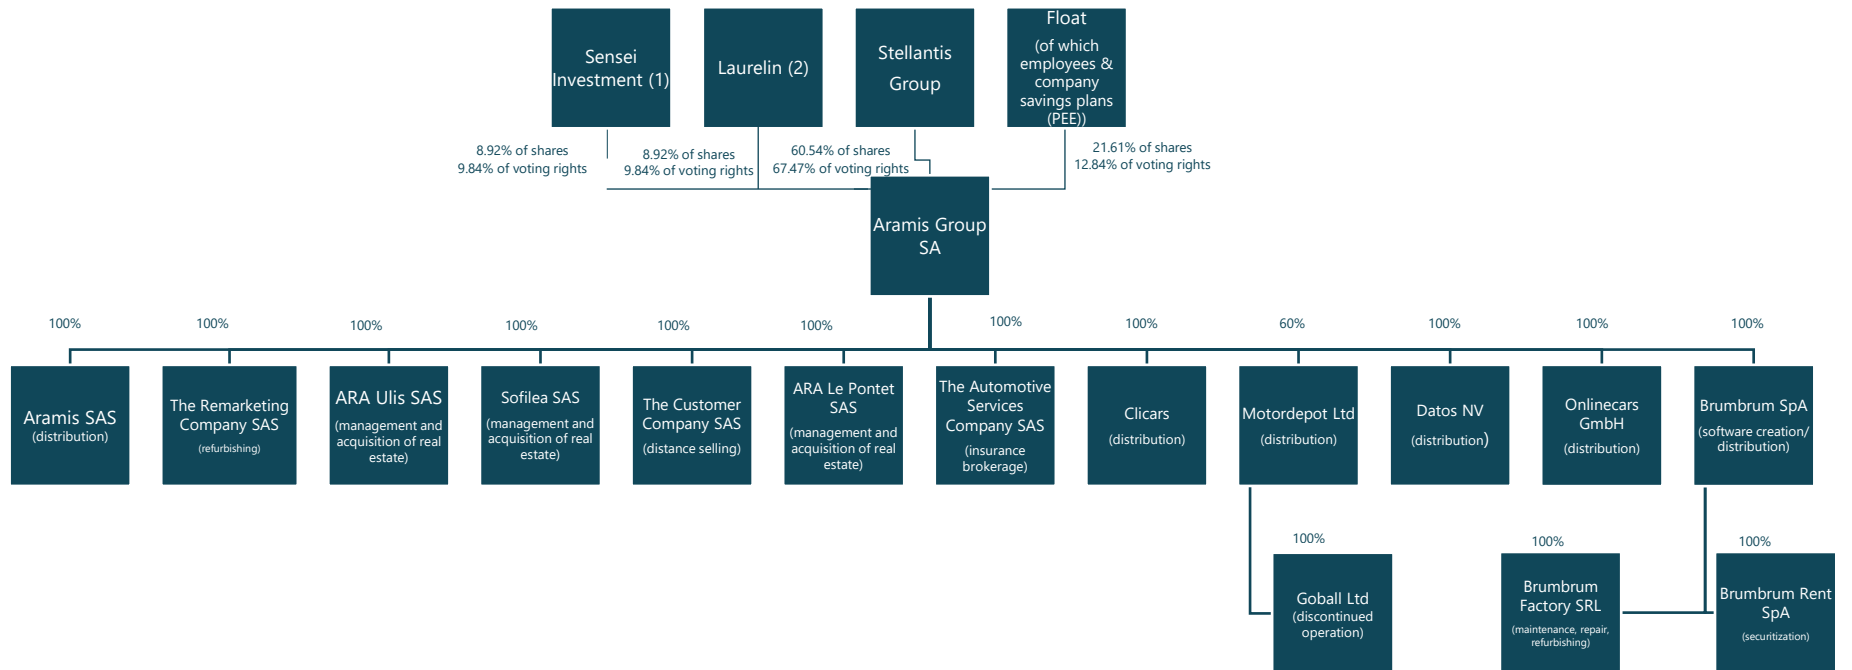 Sensei
Investment (1)
Laurelin (2)
Stellantis
Group
Float
(of which
employees &
company
savings plans
(PEE))
8.92% of shares
9.84% of voting rights
8.92% of shares
9.84% of voting rights
60.54% of shares
67.47% of voting rights
21.61% of shares
12.84% of voting rights
Aramis Group
SA
100%
100%
100%
100%
100%
100%
100%
100%
60%
100%
100%
100%
Aramis SAS
(distribution)
The Remarketing
Company SAS
(refurbishing)
ARA Ulis SAS
(management and
acquisition of real
estate)
Sofilea SAS
(management and
acquisition of real
estate)
The Customer
Company SAS
(distance selling)
ARA Le Pontet
SAS
(management and
acquisition of real
estate)
The Automotive
Services
Company SAS
(insurance
brokerage)
Clicars
(distribution)
Motordepot Ltd
(distribution)
Datos NV
(distribution)
Onlinecars
GmbH
(distribution)
Brumbrum SpA
(software creation/
distribution)
100%
100%
100%
Goball Ltd
(discontinued
operation)
Brumbrum
Factory SRL
(maintenance, repair,
refurbishing)
Brumbrum Rent
SpA
(securitization)